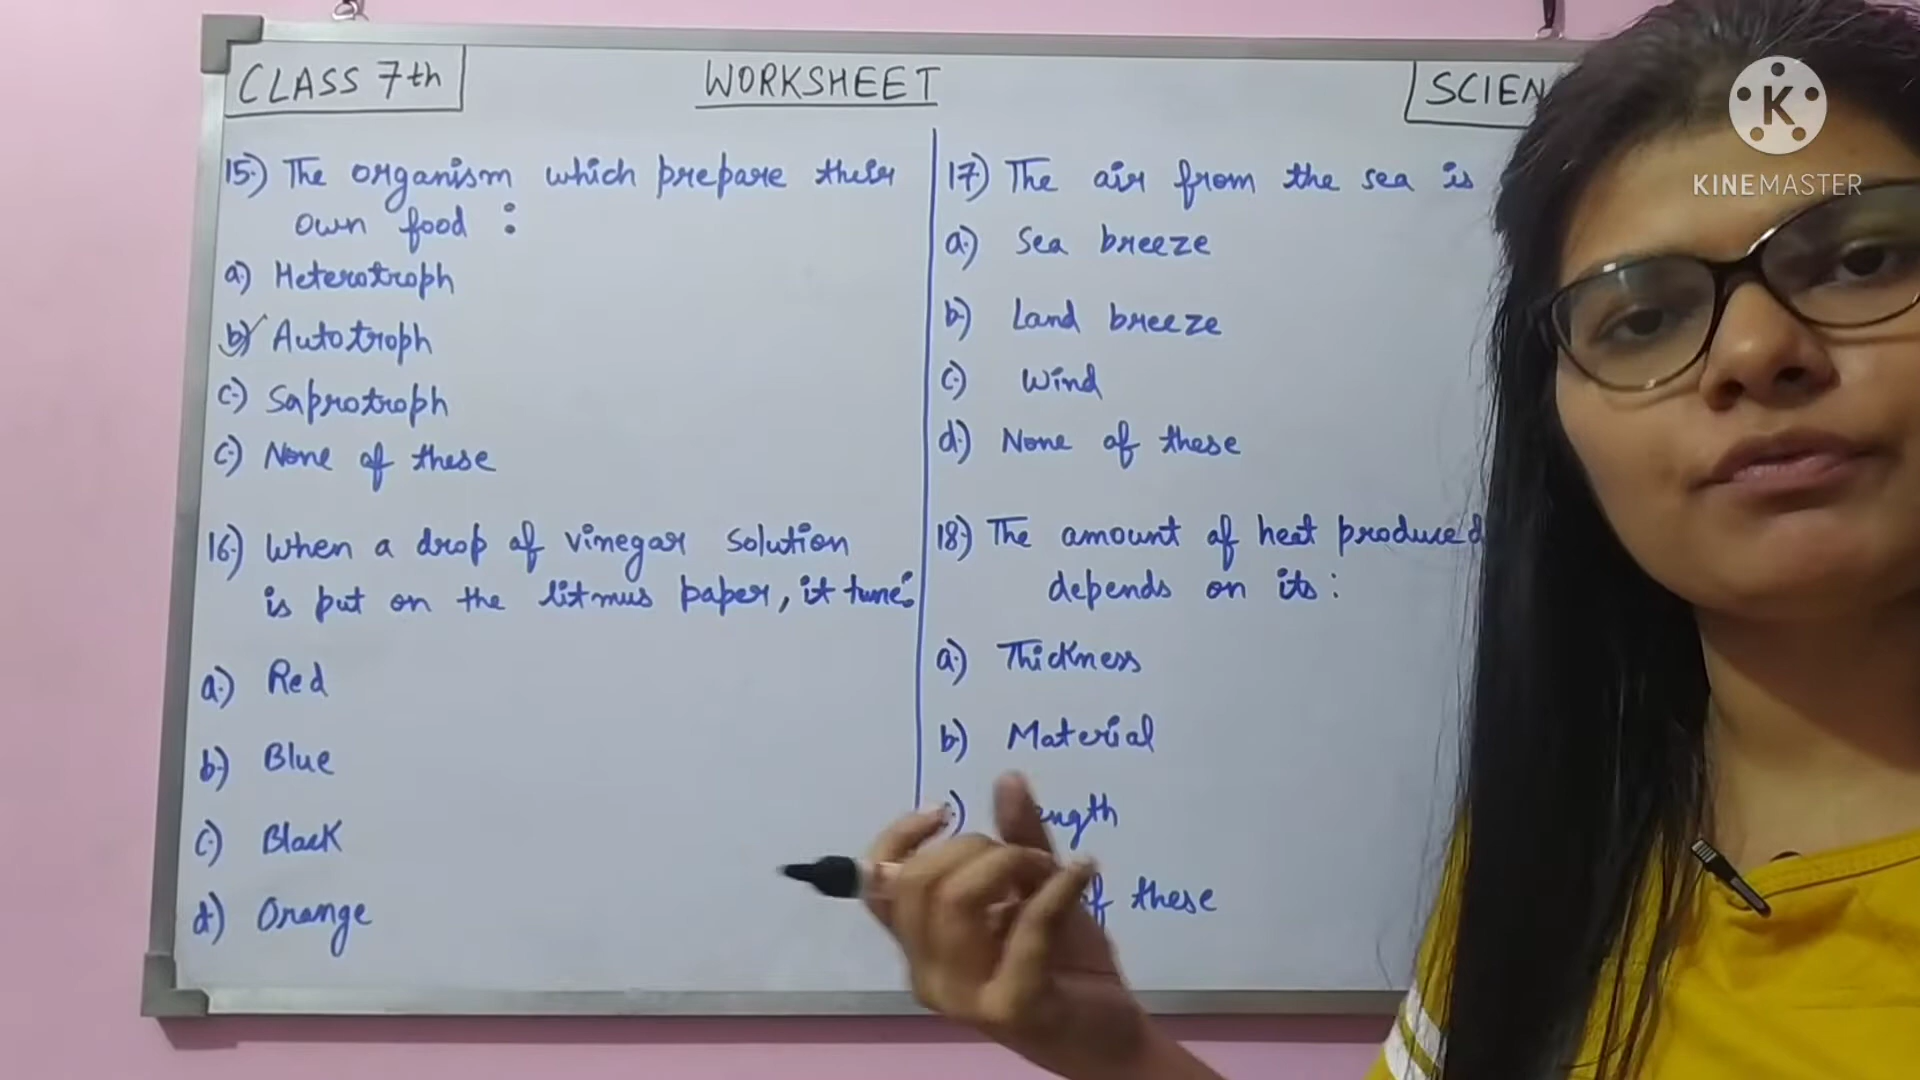 CLASS 7th
WORKSHEET
15.) The organism which prepare their
own food :
a.) Heterotroph
b.) Autotroph
c.) Saprotroph
c.) None of these
16.) When a drop of vinegar solution
is put on the litmus paper, it turns:
a.) Red
b.) Blue
c.) Black
d.) Orange
17.) The air from the sea is
a.) Sea breeze
b.) Land breeze
c.) Wind
d.) None of these
18.) The amount of heat produced
depends on its :
a.) Thickness
b.) Material
of these
KINEMASTER